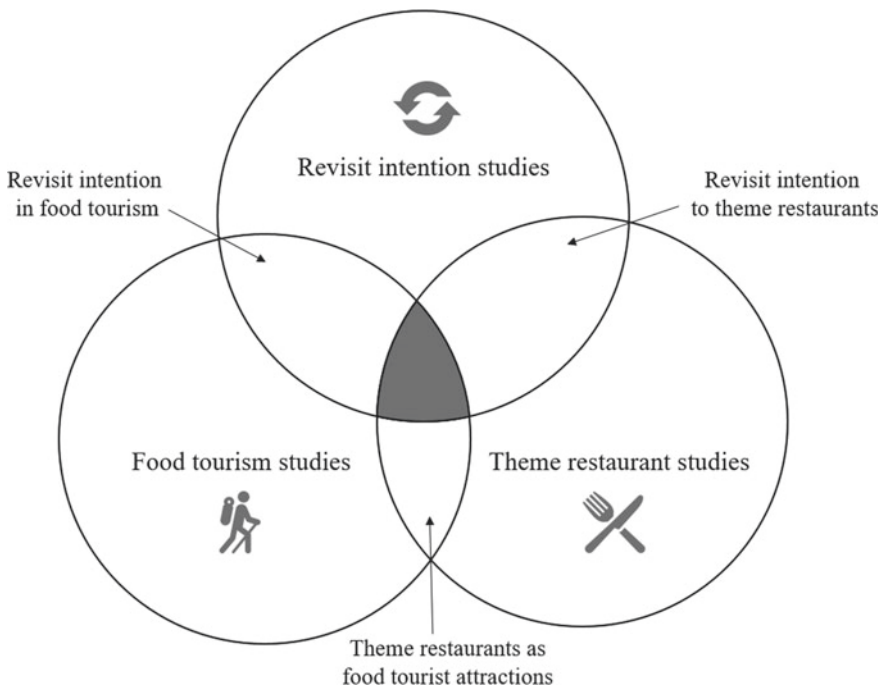 Revisit intention studies
Revisit intention
in food tourism
Revisit intention
to theme restaurants
Food tourism studies
Theme restaurant studies
Theme restaurants as
food tourist attractions